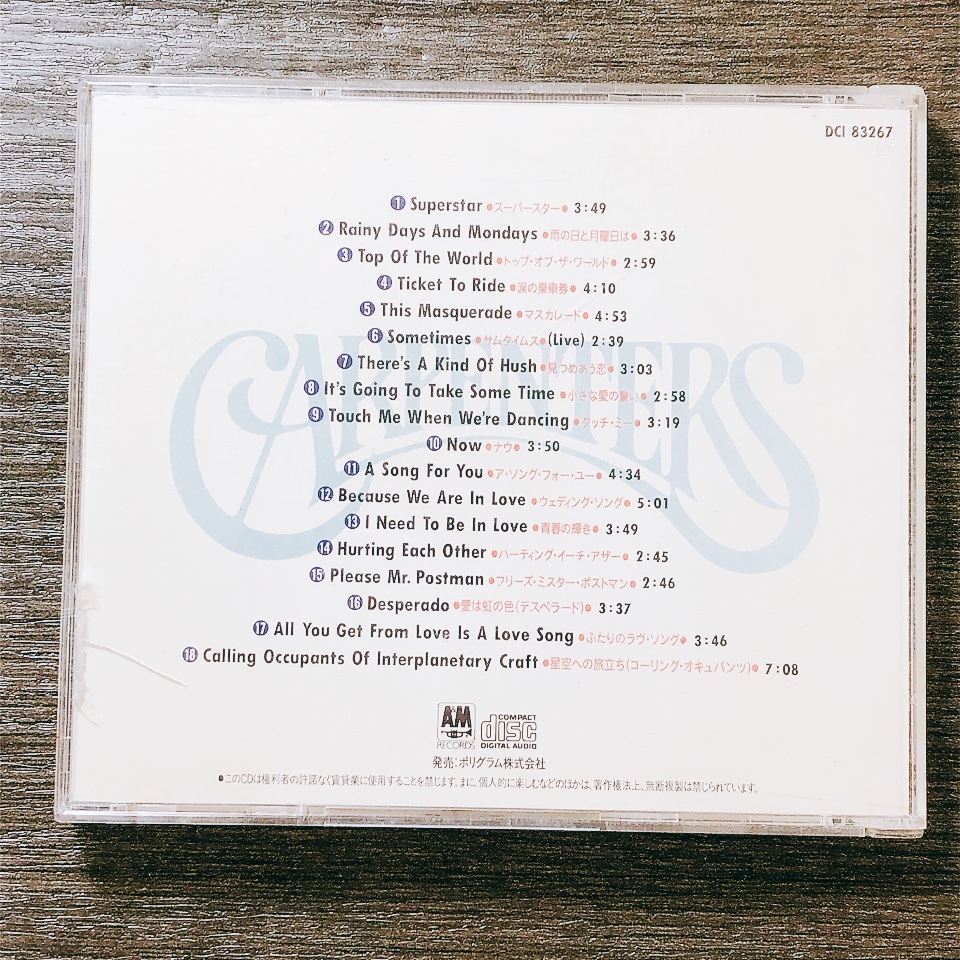 DCI 83267
1 Superstar ●スーパースター● 3:49
2 Rainy Days And Mondays ●雨の日と月曜日は● 3:36
3 Top Of The World ●トップ・オブ・ザ・ワールド● 2:59
4 Ticket To Ride ●涙の乗車券● 4:10
5 This Masquerade ●マスカレード● 4:53
6 Sometimes ●サムタイムス● (Live) 2:39
7 There's A Kind Of Hush ●見つめあう恋● 3:03
8 It's Going To Take Some Time ●小さな愛の誓い● 2:58
9 Touch Me When We're Dancing ●タッチ・ミー● 3:19
10 Now ●ナウ● 3:50
11 A Song For You ●ア・ソング・フォー・ユー● 4:34
12 Because We Are In Love ●ウェディング・ソング● 5:01
13 I Need To Be In Love ●青春の輝き● 3:49
14 Hurting Each Other ●ハーティング・イーチ・アザー● 2:45
15 Please Mr. Postman ●プリーズ・ミスター・ポストマン● 2:46
16 Desperado ●愛は虹の色(デスペラード)● 3:37
17 All You Get From Love Is A Love Song ●ふたりのラヴ・ソング● 3:46
18 Calling Occupants Of Interplanetary Craft ●星空への旅立ち(コーリング・オキュパンツ)● 7:08
CARPENTERS
A&M RECORDS
COMPACT disc DIGITAL AUDIO
発売:ポリグラム株式会社
●このCDは権利者の許諾なく賃貸業に使用することを禁じます。また、個人的に楽しむなどのほかは、著作権法上、無断複製は禁じられています。